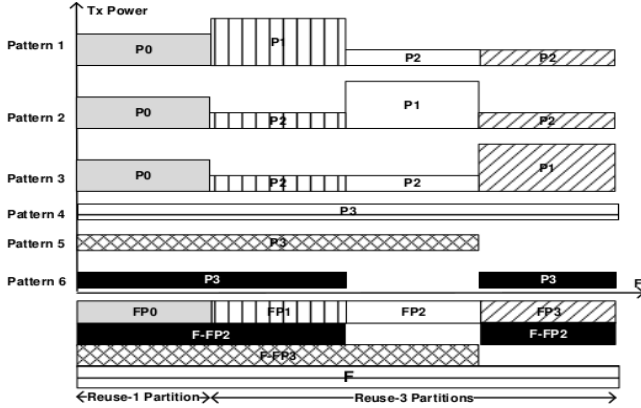 Tx Power
Pattern 1 P0 P1 P2 P2
Pattern 2 P0 P2 P1 P2
Pattern 3 P0 P2 P2 P1
Pattern 4 P3
Pattern 5 P3
Pattern 6 P3 P3
F
FP0 FP1 FP2 FP3
F-FP2 F-FP2
F-FP3
F
Reuse-1 Partition Reuse-3 Partitions